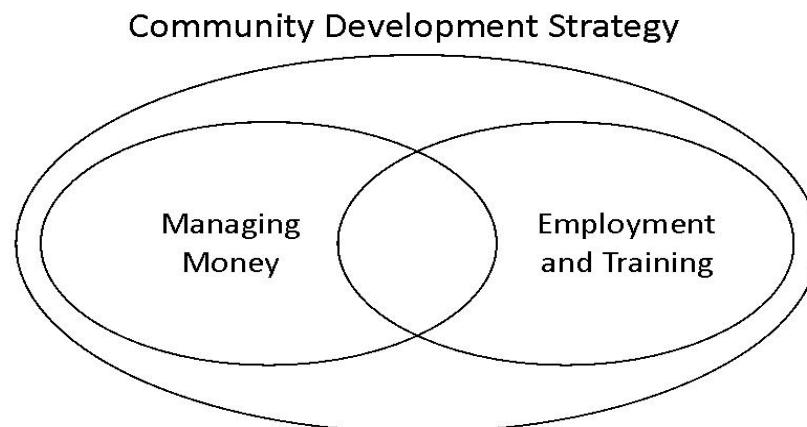 Community Development Strategy
Managing
Money
Employment
and Training